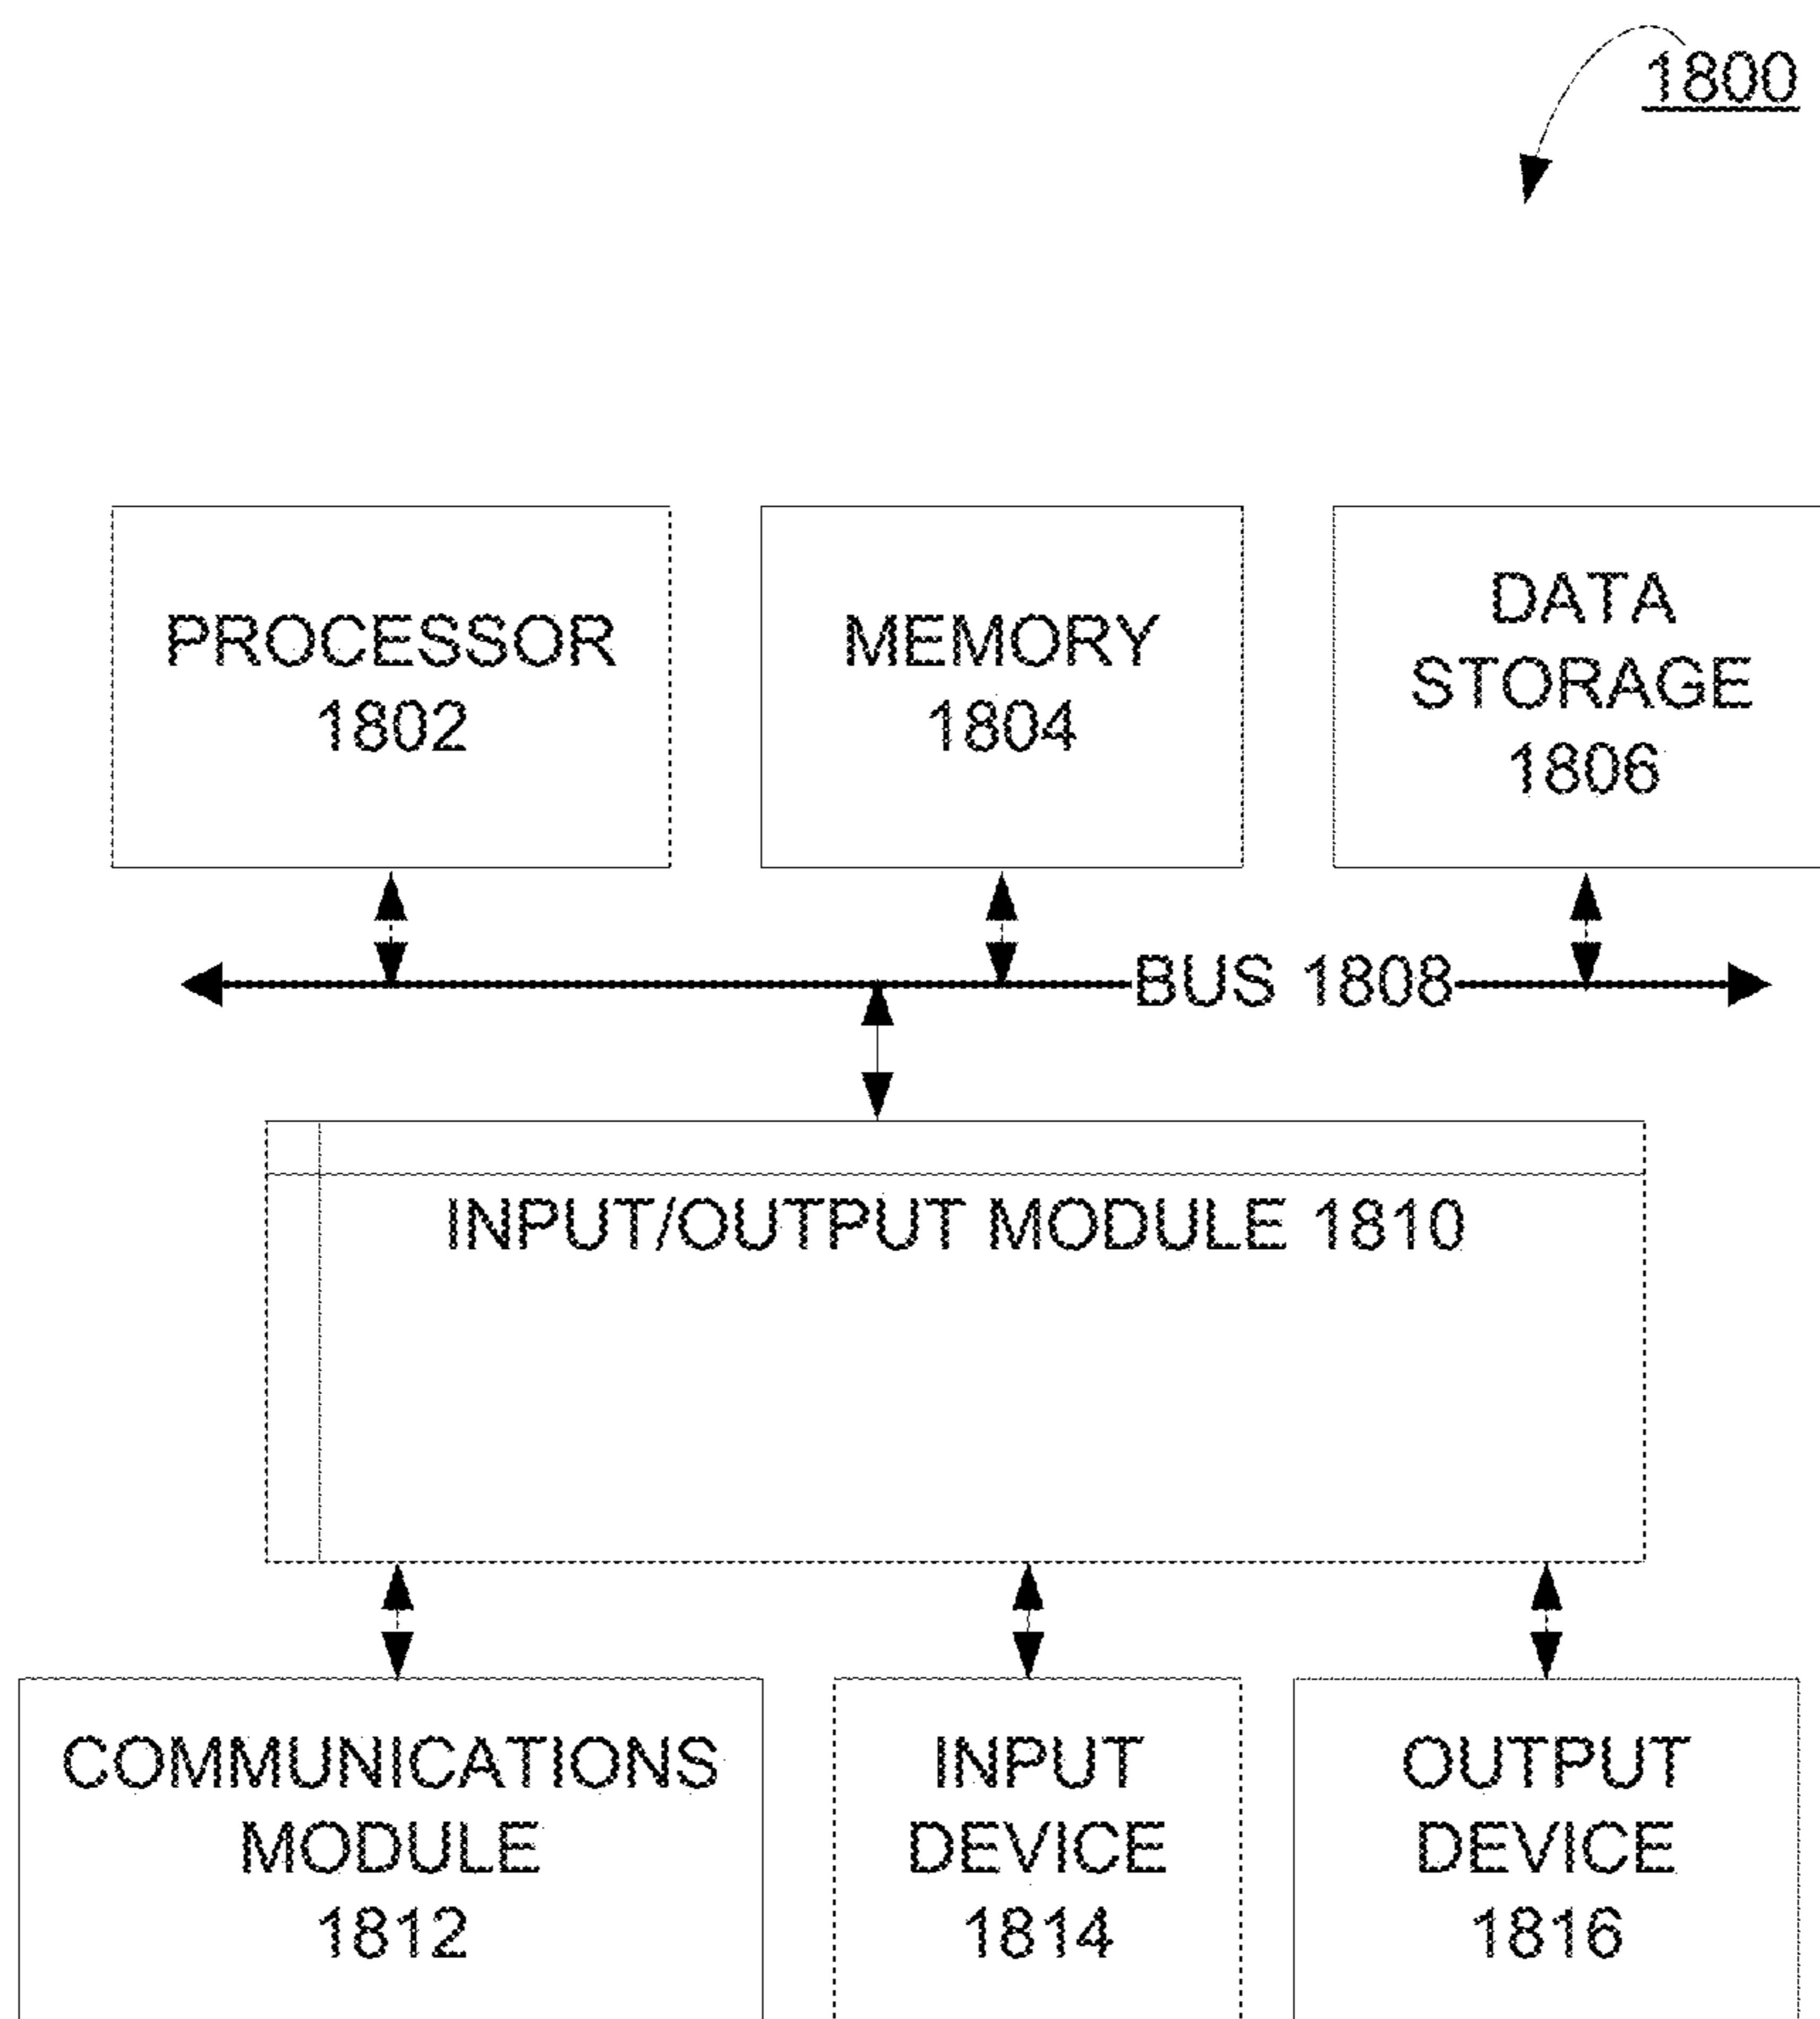 1800
PROCESSOR
1802
MEMORY
1804
DATA
STORAGE
1806
BUS 1808
INPUT/OUTPUT MODULE 1810
COMMUNICATIONS
MODULE
1812
INPUT
DEVICE
1814
OUTPUT
DEVICE
1816